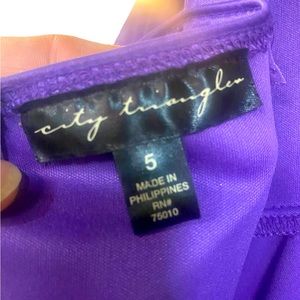 city triangles
5
MADE IN
PHILIPPINES
RN#
75010